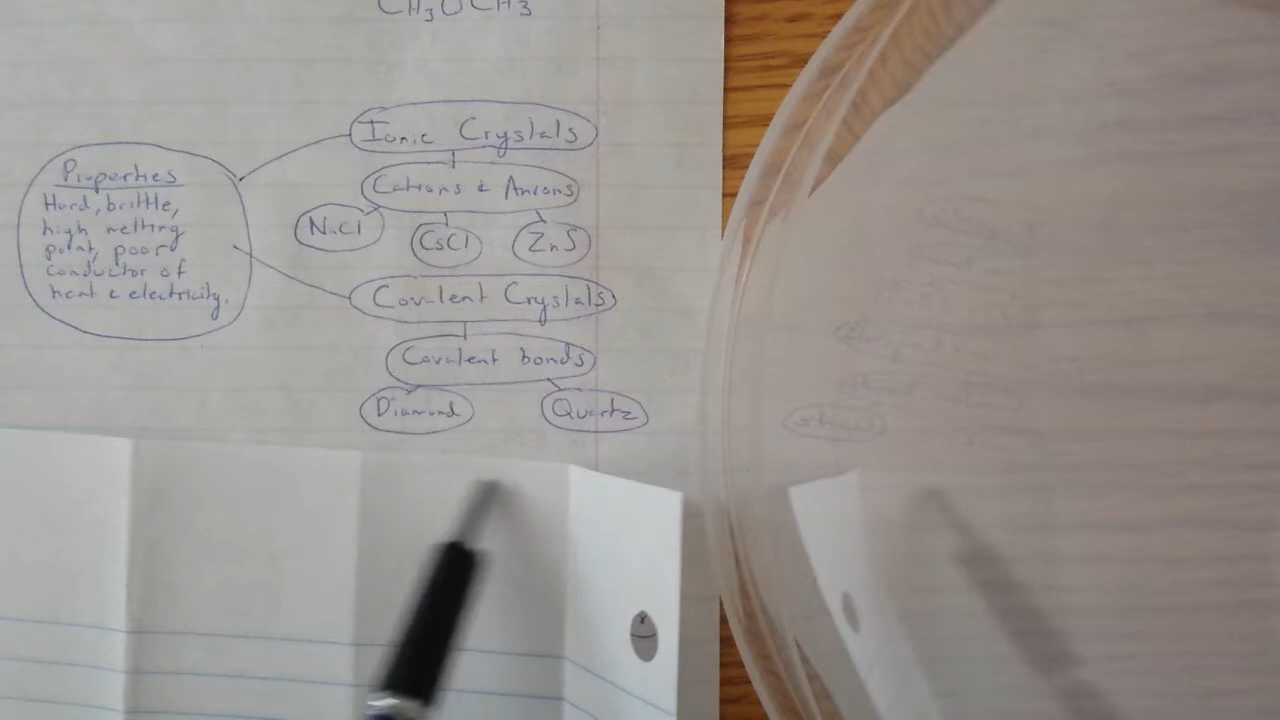 CH3OCH3
Ionic Crystals
Properties
Hard, brittle,
high melting
point, poor
conductor of
heat & electricity.
Cations & Anions
NaCl
CsCl
ZnS
Covalent Crystals
Covalent bonds
Diamond
Quartz